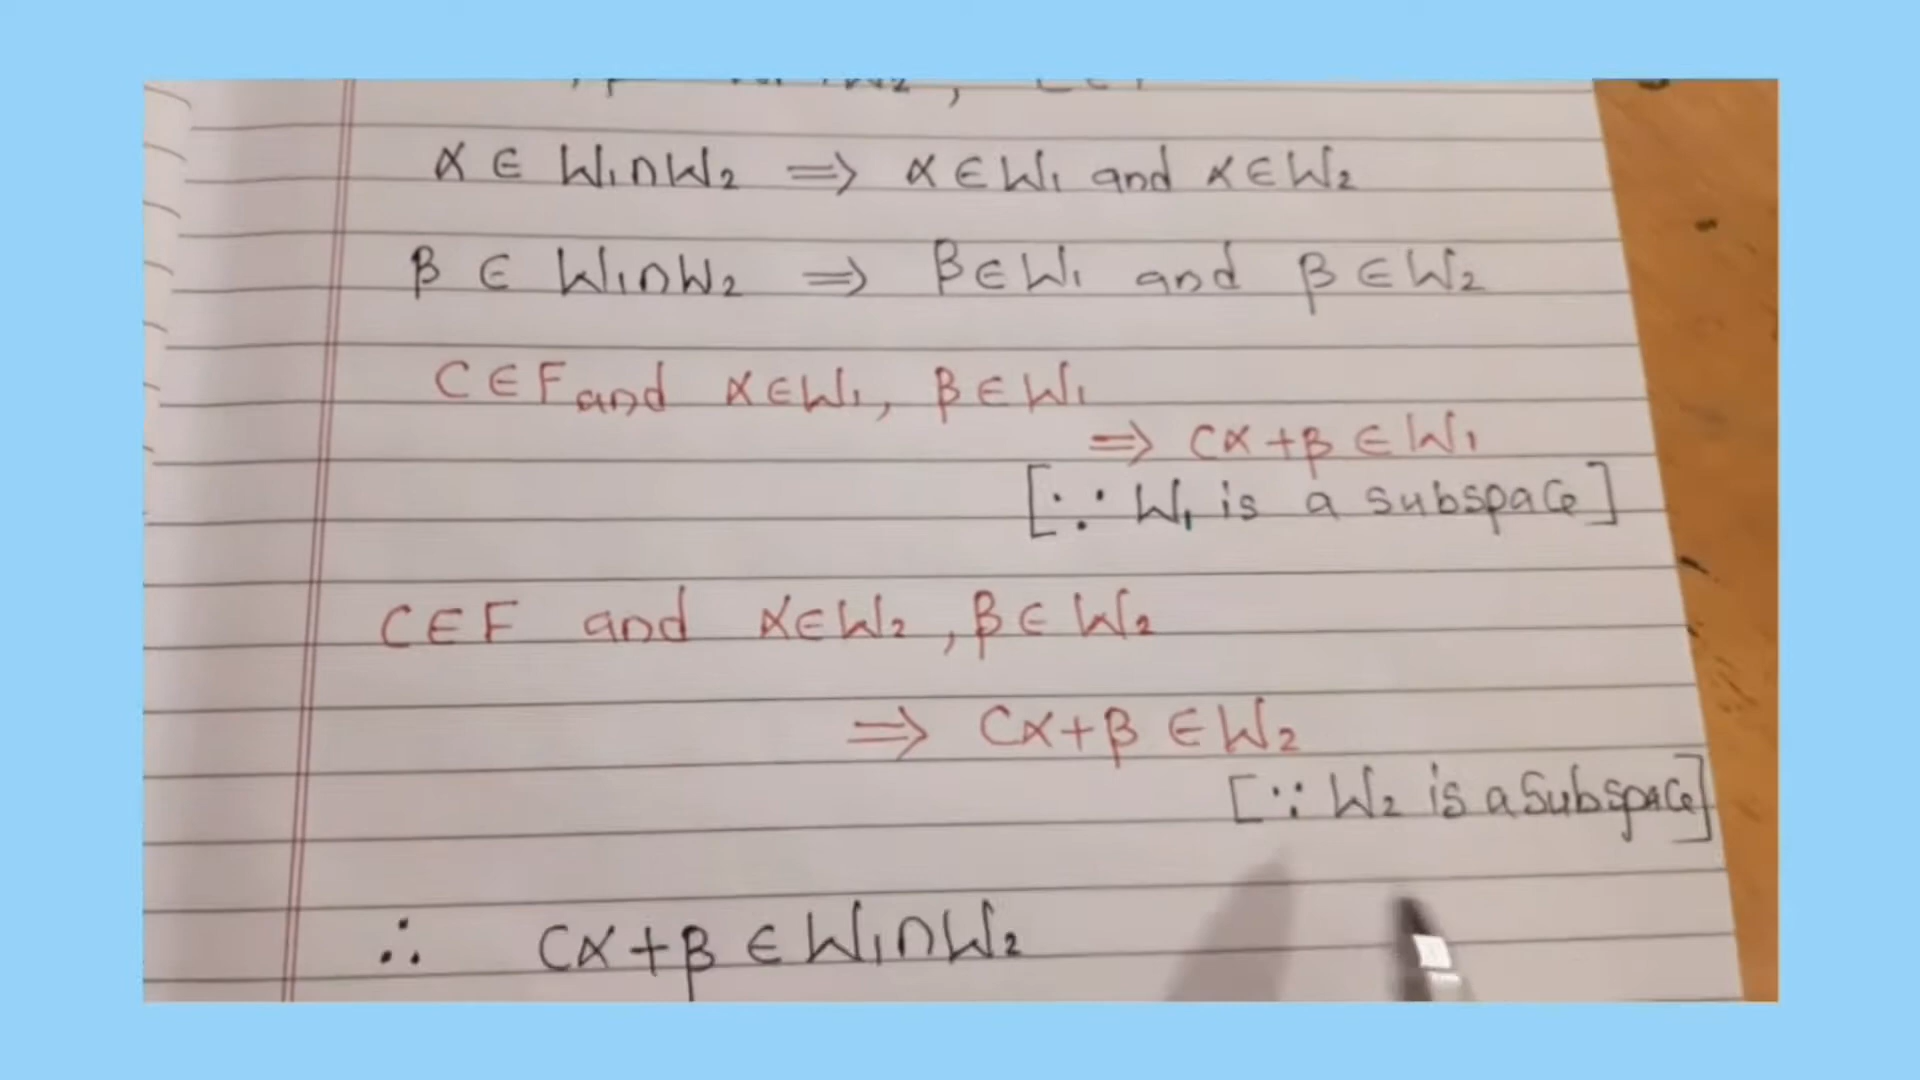 α ∈ W₁∩W₂ ⇒ α∈W₁ and α∈W₂
β ∈ W₁∩W₂ ⇒ β∈W₁ and β∈W₂
C∈F and α∈W₁, β∈W₁
⇒ Cα+β ∈ W₁
[∵ W₁ is a subspace]
C∈F and α∈W₂, β∈W₂
⇒ Cα+β ∈ W₂
[∵ W₂ is a Subspace]
∴ Cα+β ∈ W₁∩W₂